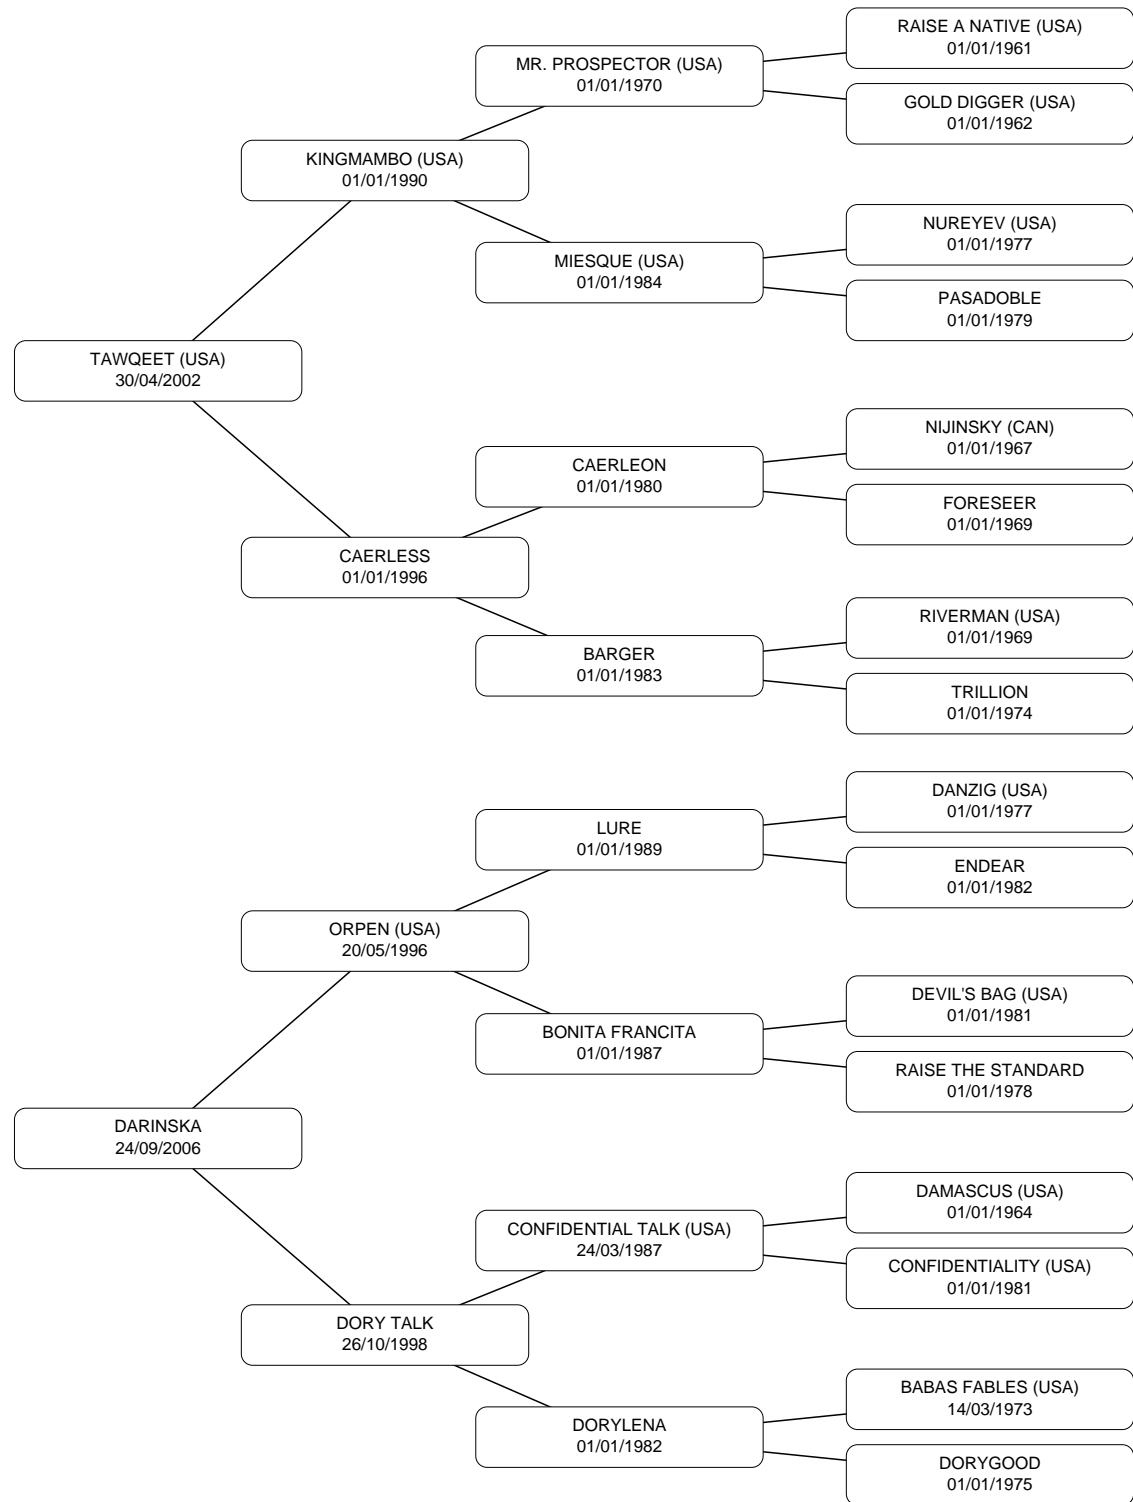 RAISE A NATIVE (USA)
01/01/1961
MR. PROSPECTOR (USA)
01/01/1970
GOLD DIGGER (USA)
01/01/1962
KINGMAMBO (USA)
01/01/1990
NUREYEV (USA)
01/01/1977
MIESQUE (USA)
01/01/1984
PASADOBLE
01/01/1979
TAWQEET (USA)
30/04/2002
NIJINSKY (CAN)
01/01/1967
CAERLEON
01/01/1980
FORESEER
01/01/1969
CAERLESS
01/01/1996
RIVERMAN (USA)
01/01/1969
BARGER
01/01/1983
TRILLION
01/01/1974
DANZIG (USA)
01/01/1977
LURE
01/01/1989
ENDEAR
01/01/1982
ORPEN (USA)
20/05/1996
DEVIL'S BAG (USA)
01/01/1981
BONITA FRANCITA
01/01/1987
RAISE THE STANDARD
01/01/1978
DARINSKA
24/09/2006
DAMASCUS (USA)
01/01/1964
CONFIDENTIAL TALK (USA)
24/03/1987
CONFIDENTIALITY (USA)
01/01/1981
DORY TALK
26/10/1998
BABAS FABLES (USA)
14/03/1973
DORYLENA
01/01/1982
DORYGOOD
01/01/1975